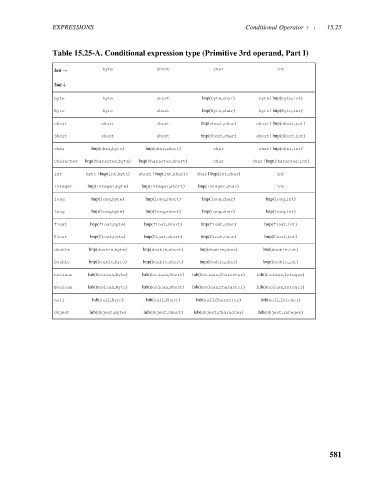 EXPRESSIONS Conditional Operator ? : 15.25
Table 15.25-A. Conditional expression type (Primitive 3rd operand, Part I)
3rd → byte short char int
2nd ↓
byte byte short bnp(byte,char) byte | bnp(byte,int)
Byte byte short bnp(Byte,char) byte | bnp(Byte,int)
short short short bnp(short,char) short | bnp(short,int)
Short short short bnp(Short,char) short | bnp(Short,int)
char bnp(char,byte) bnp(char,short) char char | bnp(char,int)
Character bnp(Character,byte) bnp(Character,short) char char | bnp(Character,int)
int byte | bnp(int,byte) short | bnp(int,short) char | bnp(int,char) int
Integer bnp(Integer,byte) bnp(Integer,short) bnp(Integer,char) int
long bnp(long,byte) bnp(long,short) bnp(long,char) bnp(long,int)
Long bnp(Long,byte) bnp(Long,short) bnp(Long,char) bnp(Long,int)
float bnp(float,byte) bnp(float,short) bnp(float,char) bnp(float,int)
Float bnp(Float,byte) bnp(Float,short) bnp(Float,char) bnp(Float,int)
double bnp(double,byte) bnp(double,short) bnp(double,char) bnp(double,int)
Double bnp(Double,byte) bnp(Double,short) bnp(Double,char) bnp(Double,int)
boolean lub(Boolean,Byte) lub(Boolean,Short) lub(Boolean,Character) lub(Boolean,Integer)
Boolean lub(Boolean,Byte) lub(Boolean,Short) lub(Boolean,Character) lub(Boolean,Integer)
null lub(null,Byte) lub(null,Short) lub(null,Character) lub(null,Integer)
Object lub(Object,Byte) lub(Object,Short) lub(Object,Character) lub(Object,Integer)
581